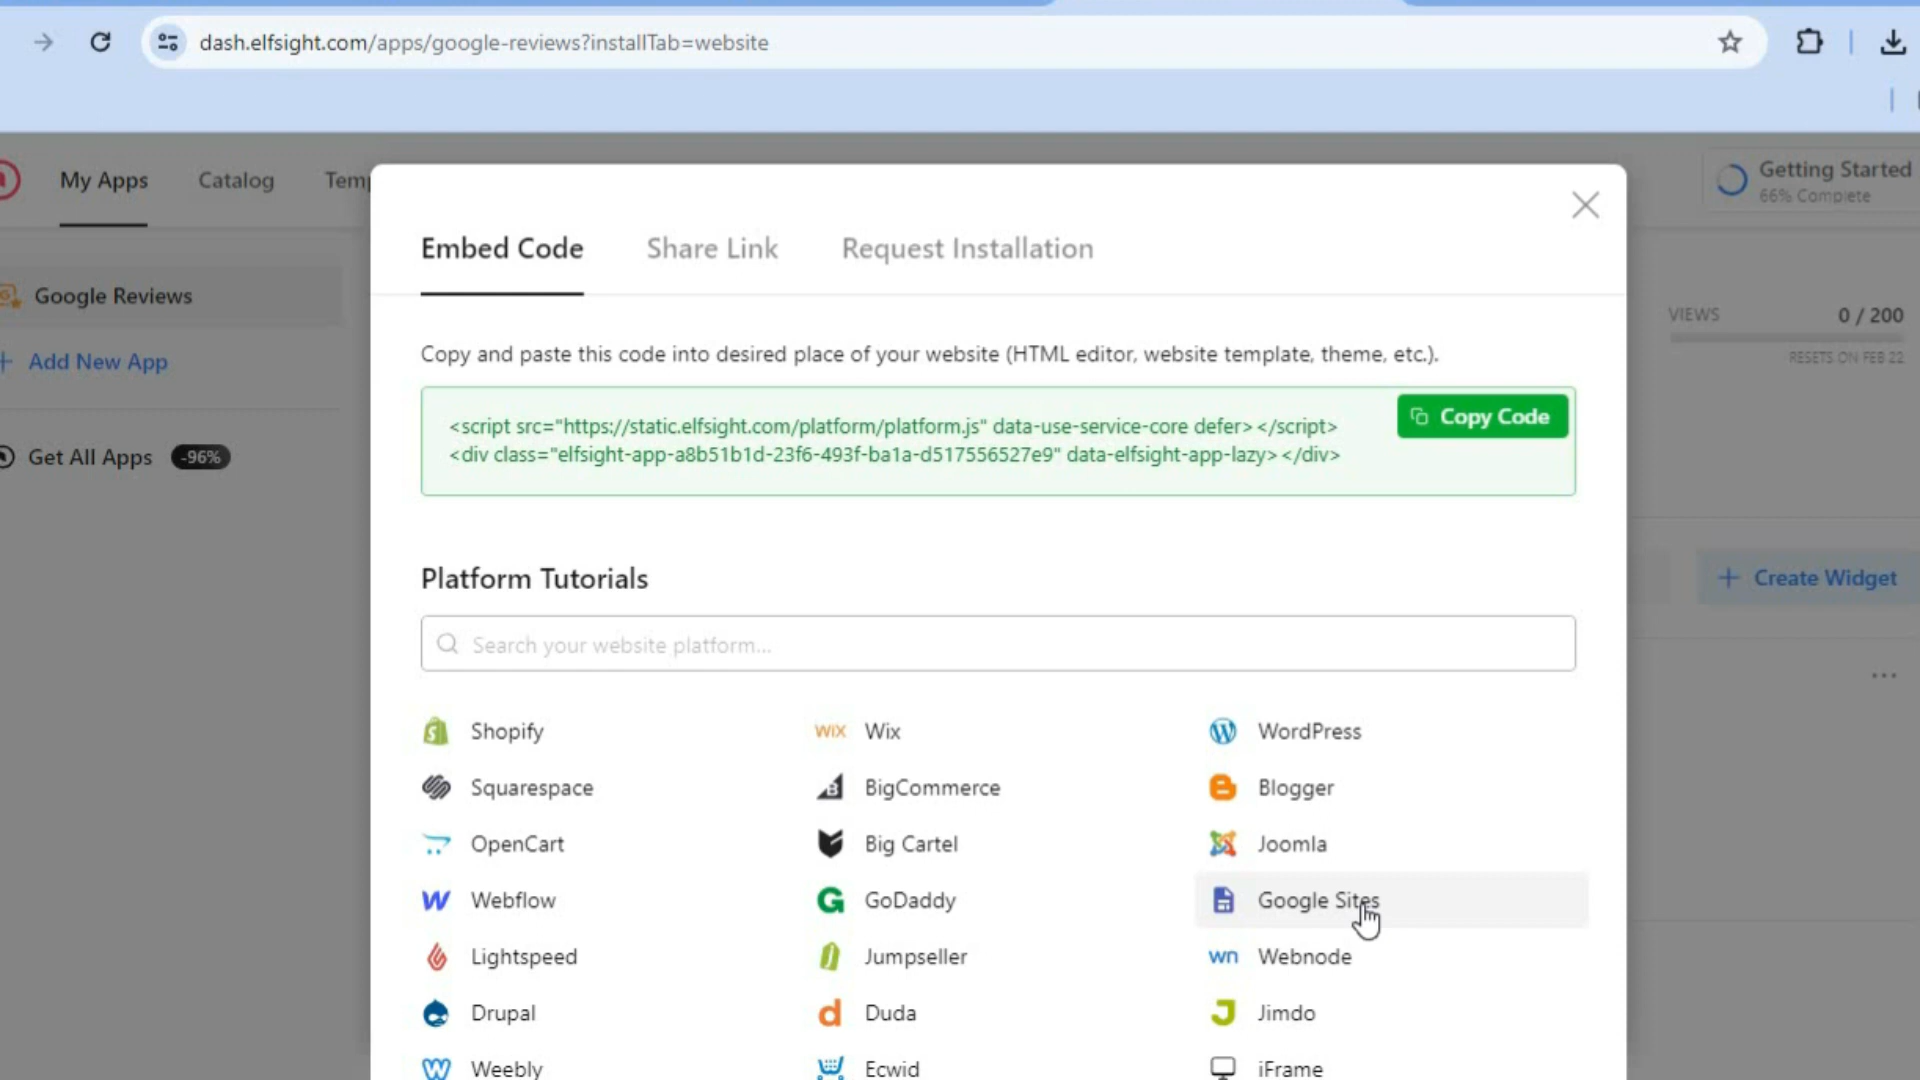 dash.elfsight.com/apps/google-reviews?installTab=website
My Apps
Catalog
Temp
Getting Started
66% Complete
Embed Code
Share Link
Request Installation
Google Reviews
Add New App
Get All Apps
-96%
VIEWS
0 / 200
RESETS ON FEB 22
Copy and paste this code into desired place of your website (HTML editor, website template, theme, etc.).
Copy Code
<script src="https://static.elfsight.com/platform/platform.js" data-use-service-core defer></script>
<div class="elfsight-app-a8b51b1d-23f6-493f-ba1a-d517556527e9" data-elfsight-app-lazy></div>
Platform Tutorials
Create Widget
Search your website platform...
Shopify
WIX Wix
WordPress
Squarespace
BigCommerce
Blogger
OpenCart
Big Cartel
Joomla
Webflow
GoDaddy
Google Sites
Lightspeed
Jumpseller
wn Webnode
Drupal
Duda
Jimdo
Weebly
Ecwid
iFrame